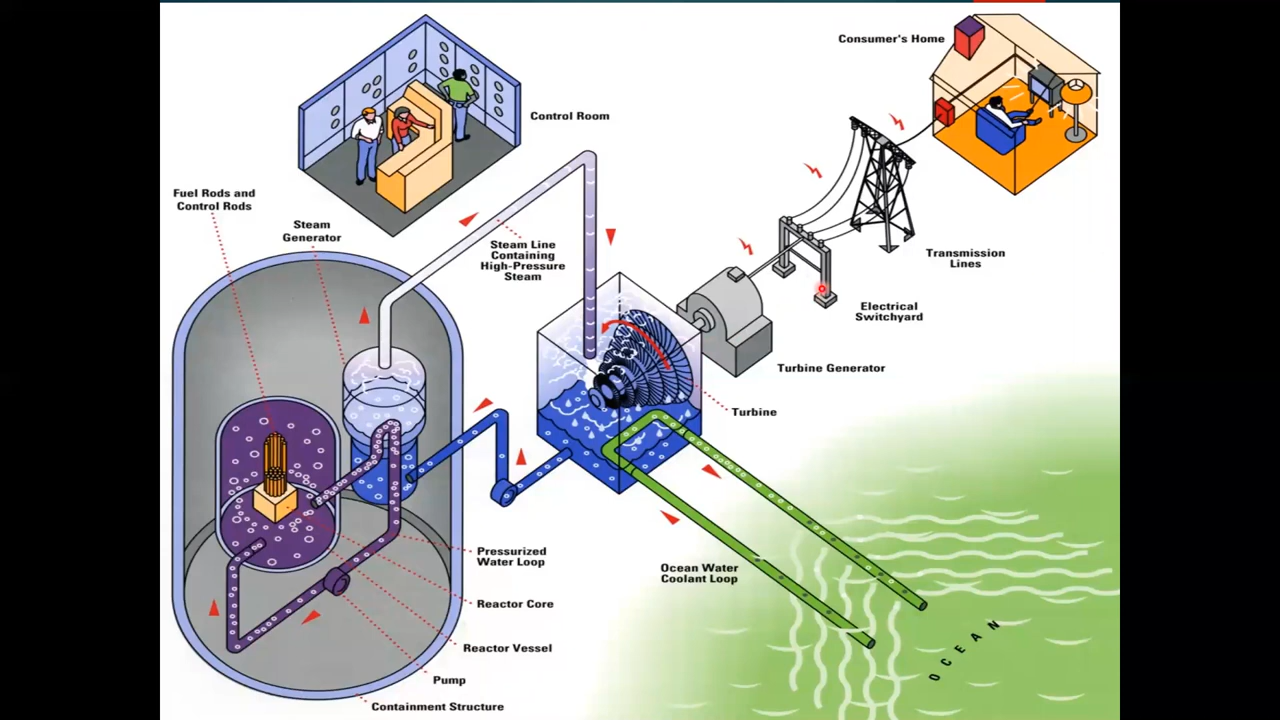 Consumer's Home
Control Room
Fuel Rods and
Control Rods
Steam
Generator
Steam Line
Containing
High-Pressure
Steam
Transmission
Lines
Electrical
Switchyard
Turbine Generator
Turbine
Pressurized
Water Loop
Ocean Water
Coolant Loop
Reactor Core
OCEAN
Reactor Vessel
Pump
Containment Structure